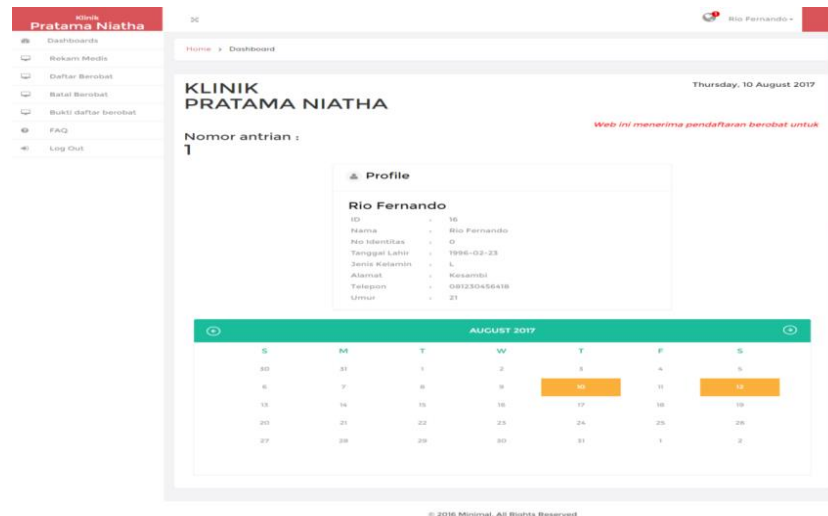 Klinik
Pratama Niatha
Rio Fernando
Dashboards
Rekam Medis
Daftar Berobat
Batal Berobat
Bukti daftar berobat
FAQ
Log Out
Home › Dashboard
KLINIK
PRATAMA NIATHA
Thursday, 10 August 2017
Web ini menerima pendaftaran berobat untuk
Nomor antrian :
1
Profile
Rio Fernando
ID : 16
Nama : Rio Fernando
No Identitas : 0
Tanggal Lahir : 1996-02-23
Jenis Kelamin : L
Alamat : Kesambi
Telepon : 081230456418
Umur : 21
AUGUST 2017
S M T W T F S
30 31 1 2 3 4 5
6 7 8 9 10 11 12
13 14 15 16 17 18 19
20 21 22 23 24 25 26
27 28 29 30 31 1 2
© 2016 Minimal. All Rights Reserved